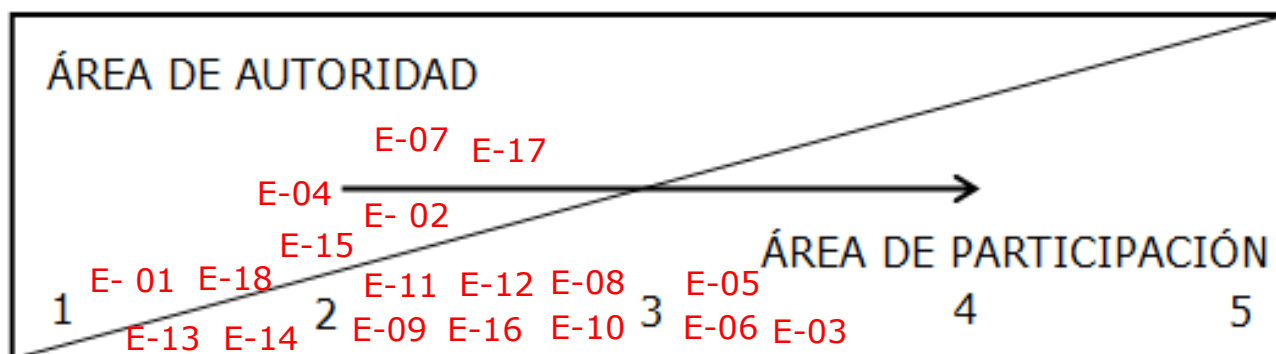 ÁREA DE AUTORIDAD
E-07
E-17
E-04
E- 02
E-15
ÁREA DE PARTICIPACIÓN
E- 01
E-18
E-11
E-12
E-08
E-05
1
2
3
4
5
E-13
E-14
E-09
E-16
E-10
E-06
E-03